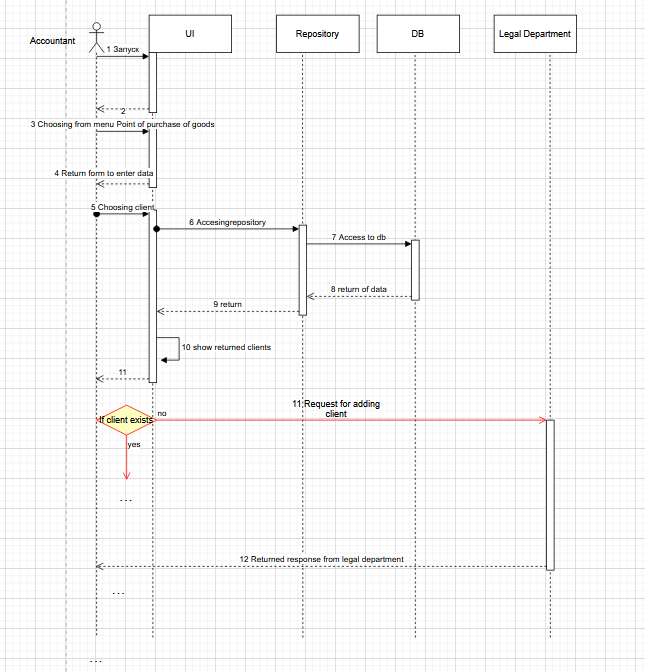 UI
Repository
DB
Legal Department
Accountant
1 Запуск
2
3 Choosing from menu Point of purchase of goods
4 Return form to enter data
5 Choosing client
6 Accesingrepository
7 Access to db
8 return of data
9 return
10 show returned clients
11
11.Request for adding
client
If client exists
no
yes
...
12 Returned response from legal department
...
...